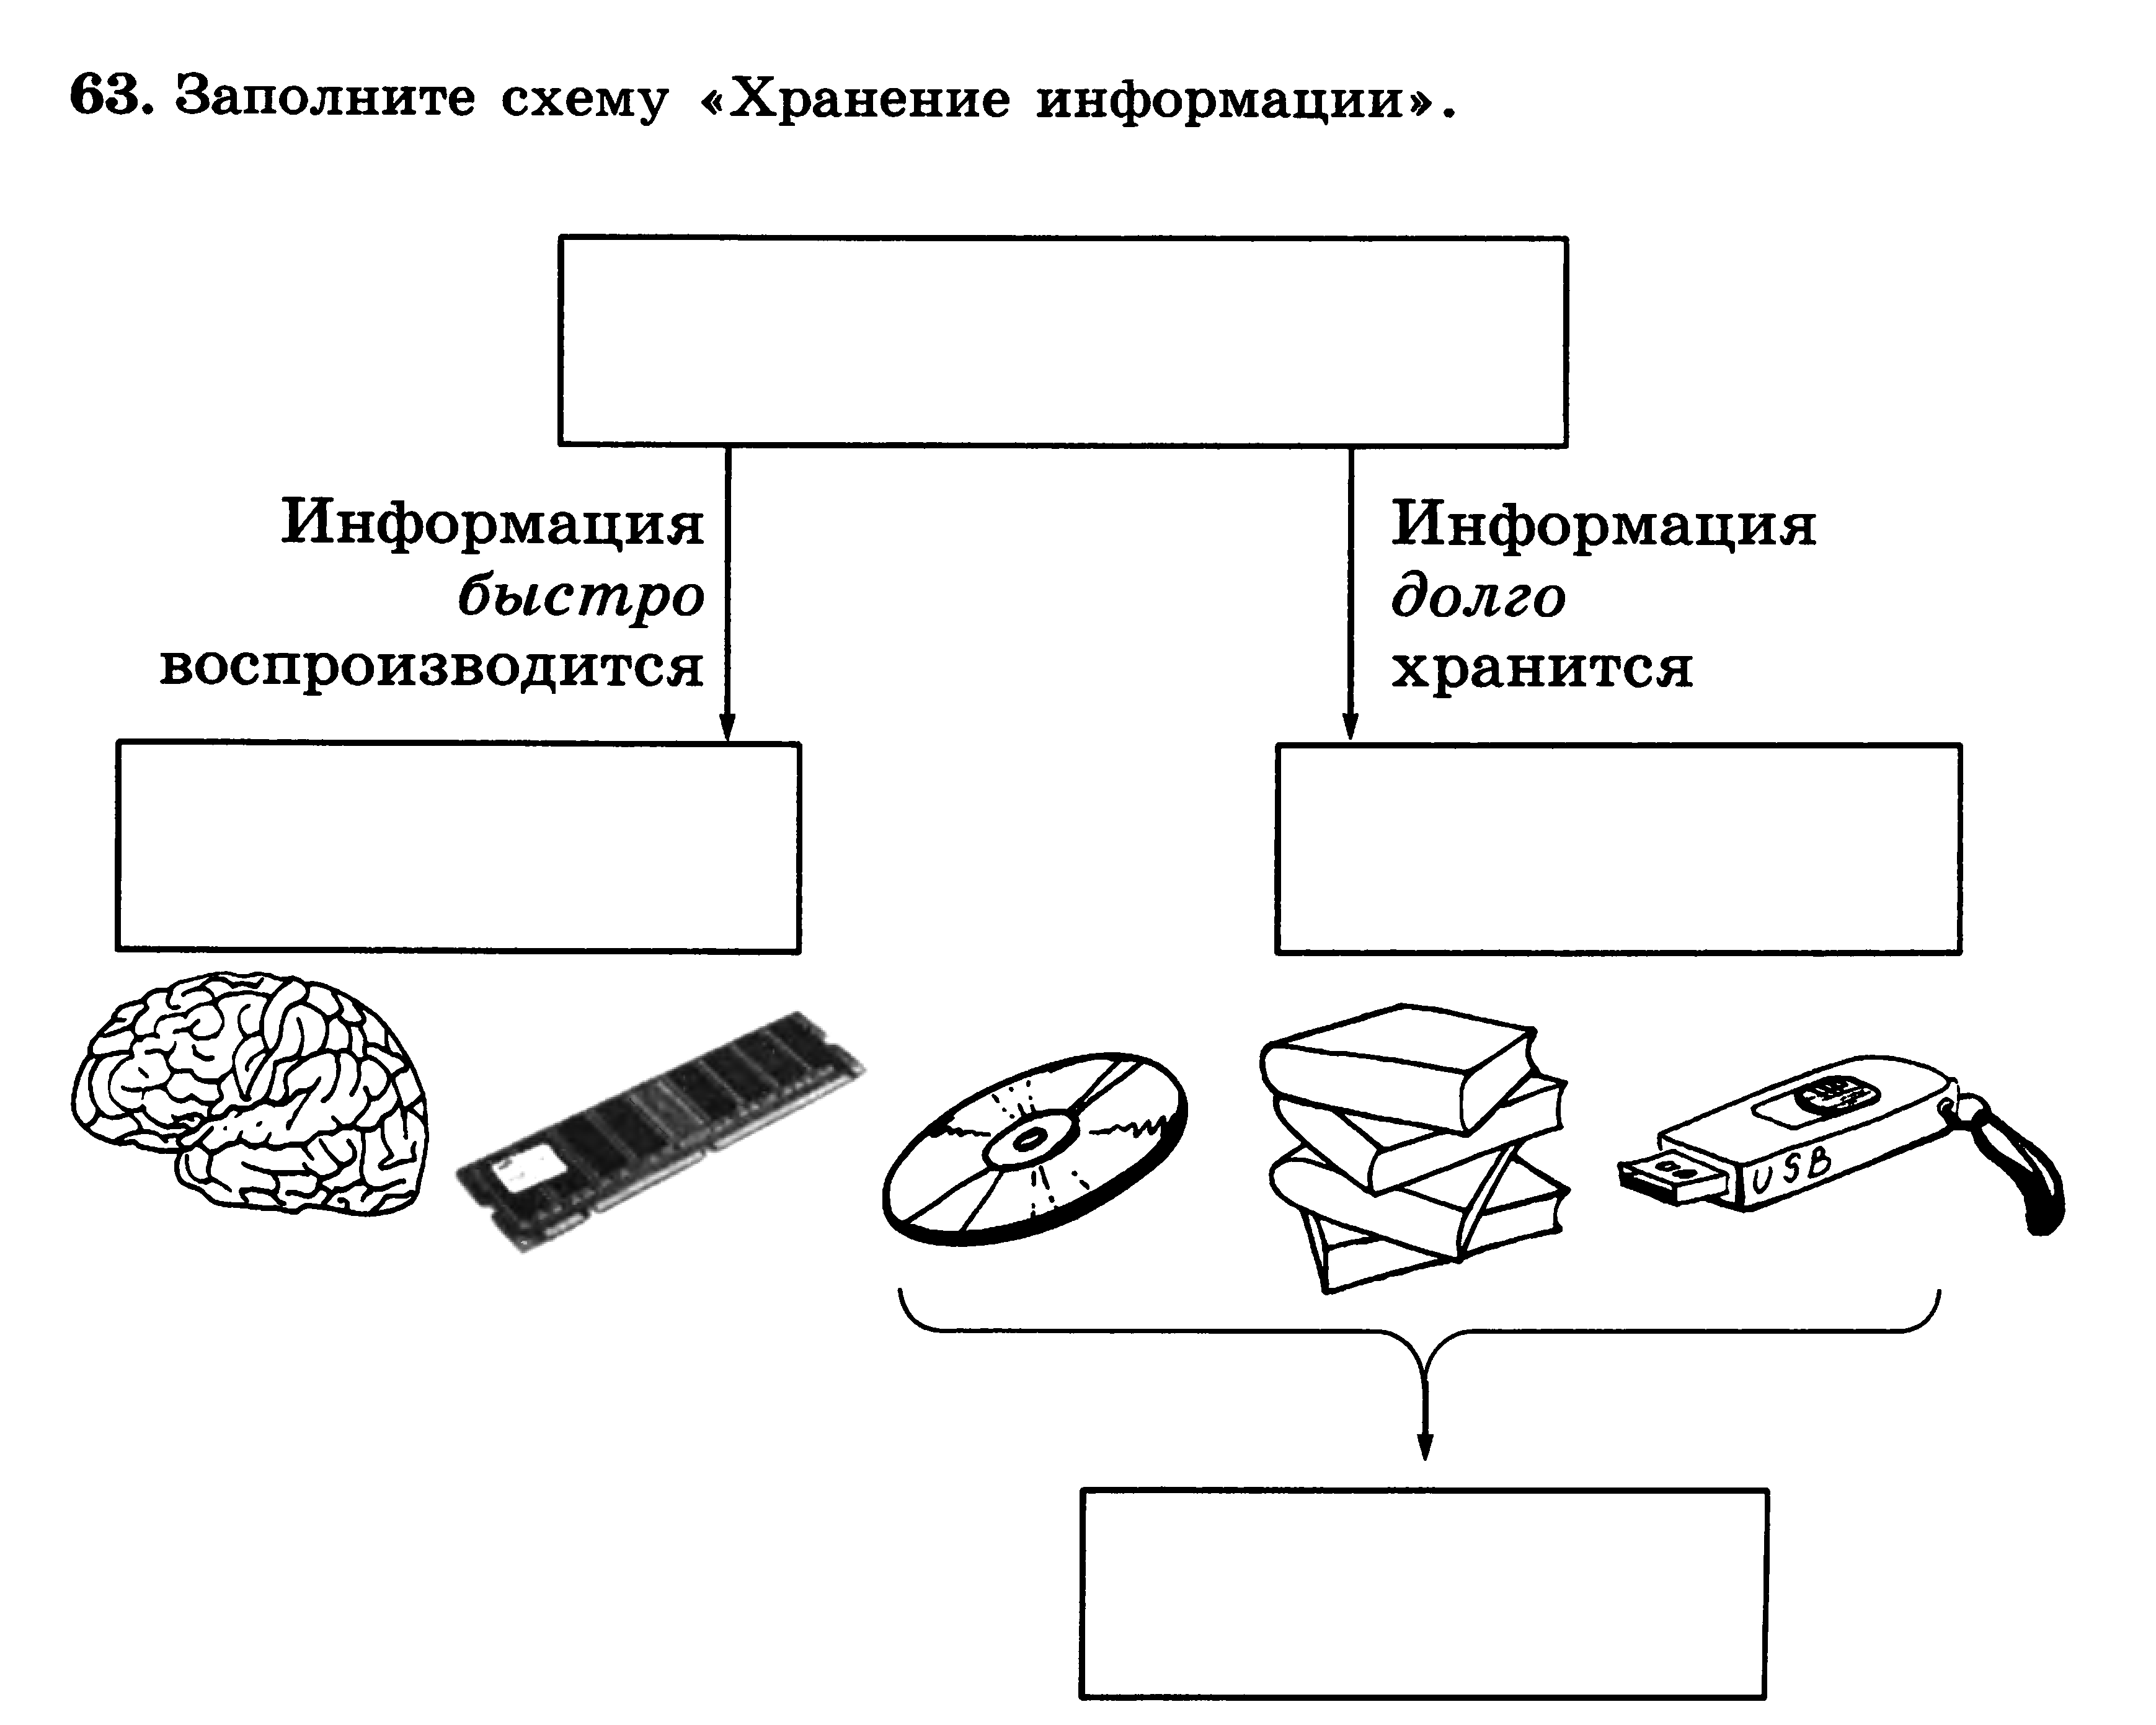 63. Заполните схему «Хранение информации».
Информация
быстро
воспроизводится
Информация
долго
хранится
USB